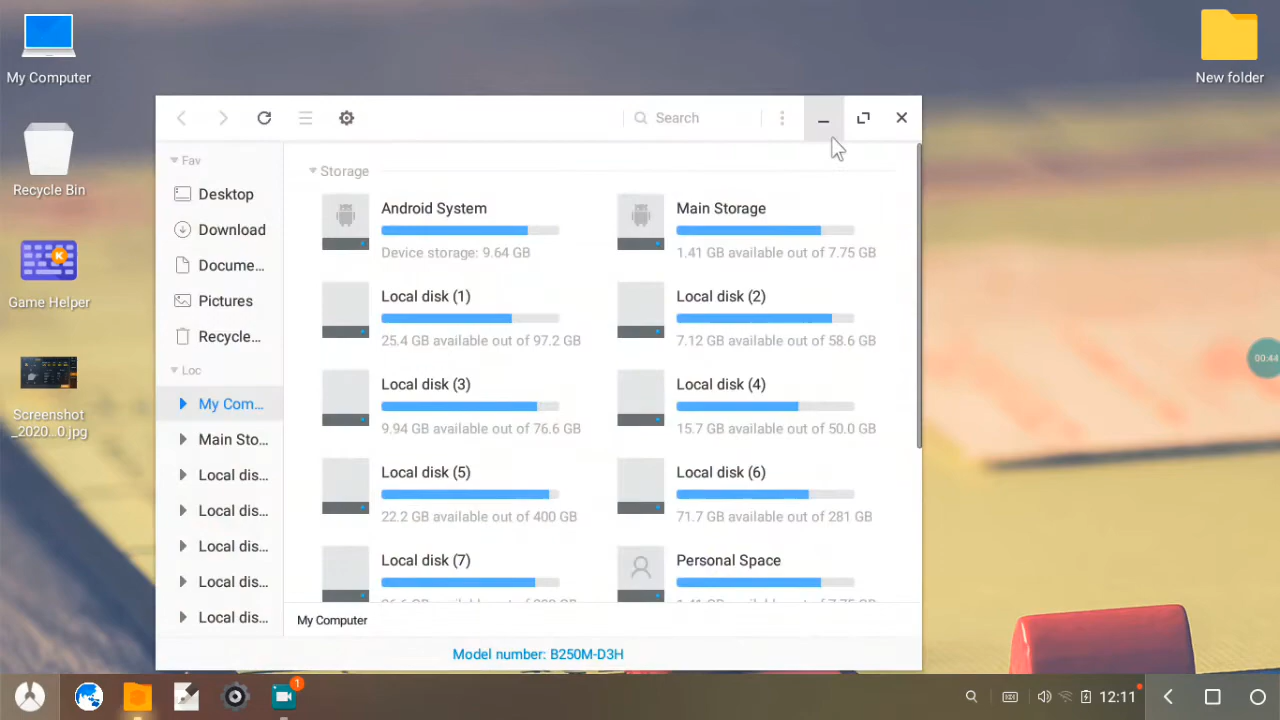 My Computer
New folder
Recycle Bin
Game Helper
Screenshot
_2020...0.jpg
Search
Fav
Desktop
Download
Docume...
Pictures
Recycle...
Loc
My Com...
Main Sto...
Local dis...
Local dis...
Local dis...
Local dis...
Local dis...
Storage
Android System
Device storage: 9.64 GB
Main Storage
1.41 GB available out of 7.75 GB
Local disk (1)
25.4 GB available out of 97.2 GB
Local disk (2)
7.12 GB available out of 58.6 GB
Local disk (3)
9.94 GB available out of 76.6 GB
Local disk (4)
15.7 GB available out of 50.0 GB
Local disk (5)
22.2 GB available out of 400 GB
Local disk (6)
71.7 GB available out of 281 GB
Local disk (7)
Personal Space
My Computer
Model number: B250M-D3H
00:44
1
12:11